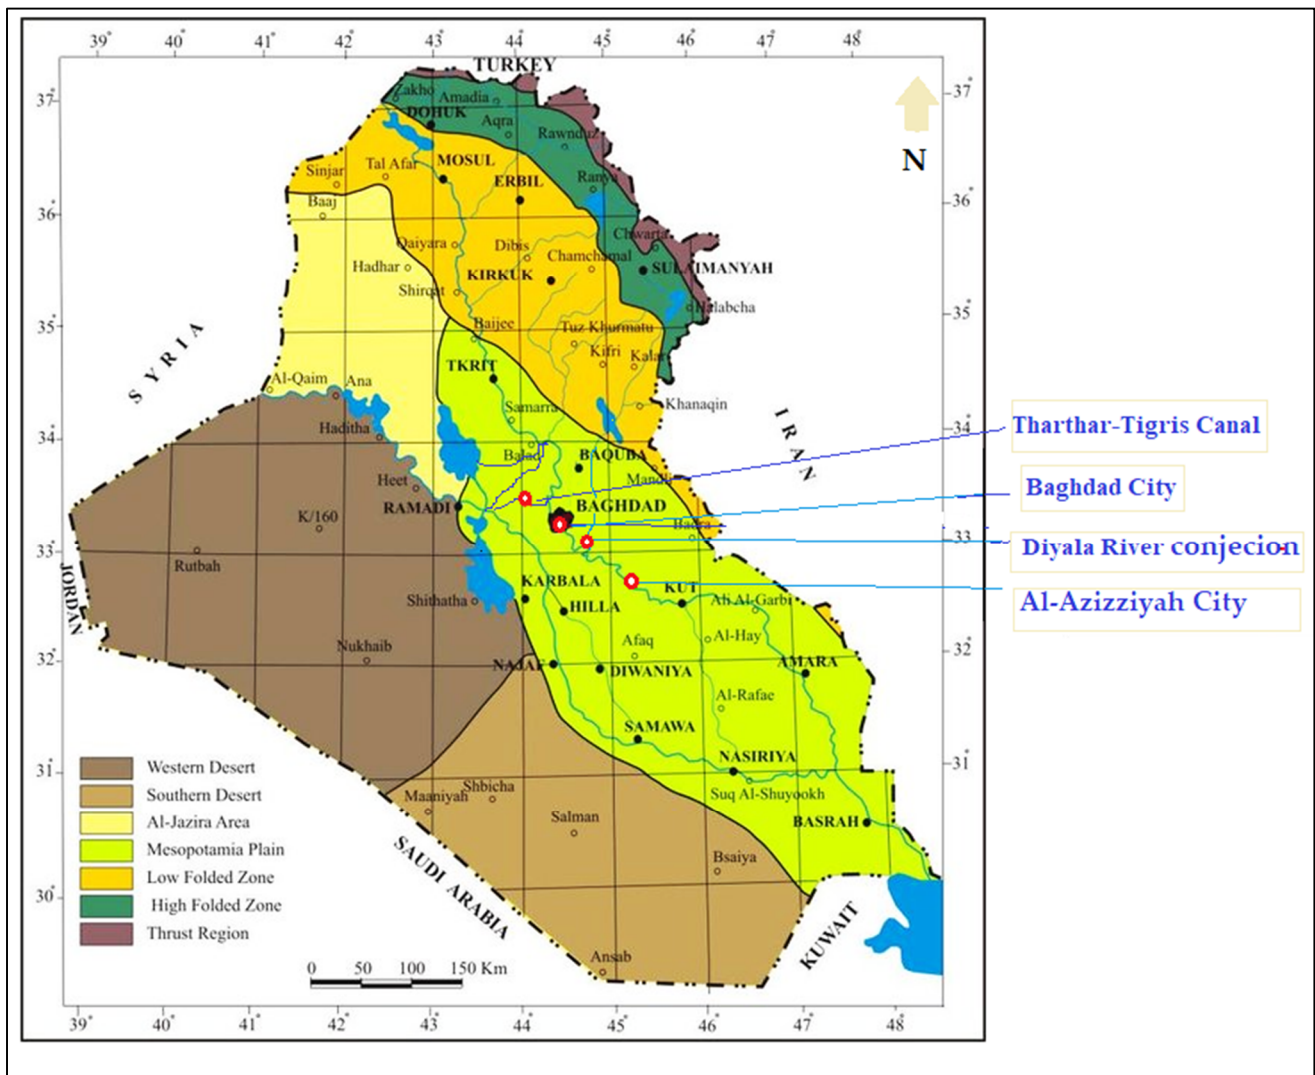 39° 40° 41° 42° 43° 44° 45° 46° 47° 48°
TURKEY
37° 37°
Zakho
Amadia
DOHUK
Aqra
Rawnduz
N
MOSUL
Tal Afar
Sinjar
ERBIL
Ranya
Baaj
36° 36°
Chwarta
Qaiyara
Dibis
Chamchamal
Hadhar
KIRKUK
SULAIMANYAH
Shirqat
Halabcha
35° 35°
Baijee
Tuz Khurmatu
SYRIA
Kifri
Kalar
TKRIT
Al-Qaim
Ana
Samarra
Khanaqin
IRAN
Haditha
34° 34°
Tharthar-Tigris Canal
Balad
BAQUBA
Mandli
Heet
Baghdad City
RAMADI
BAGHDAD
K/160
Badra
33° 33°
Diyala River conjecion
Rutbah
JORDAN
KARBALA
KUT
Shithatha
HILLA
Ali Al-Garbi
Al-Azizziyah City
Nukhaib
Afaq
Al-Hay
32° 32°
NAJAF
DIWANIYA
AMARA
Al-Rafae
SAMAWA
NASIRIYA
31° 31°
Western Desert
Shbicha
Suq Al-Shuyookh
Southern Desert
Maaniyah
Salman
BASRAH
Al-Jazira Area
Mesopotamia Plain
Bsaiya
SAUDI ARABIA
Low Folded Zone
30°
High Folded Zone
KUWAIT
Thrust Region
Ansab
0 50 100 150 Km
39° 40° 41° 42° 43° 44° 45° 46° 47° 48°